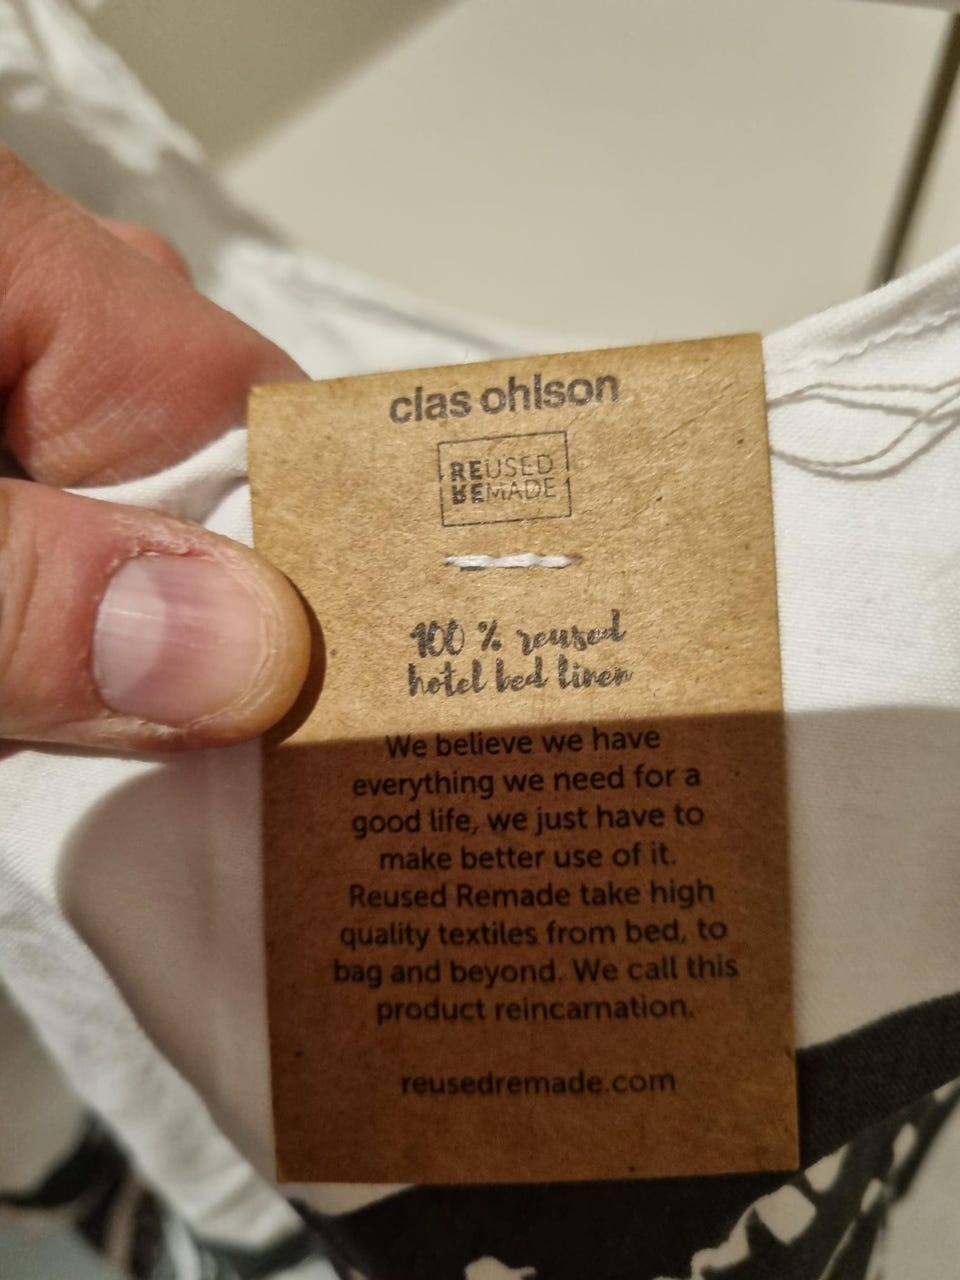 clas ohlson
REUSED
REMADE
100 % reused
hotel bed linen
We believe we have
everything we need for a
good life, we just have to
make better use of it.
Reused Remade take high
quality textiles from bed, to
bag and beyond. We call this
product reincarnation.
reusedremade.com